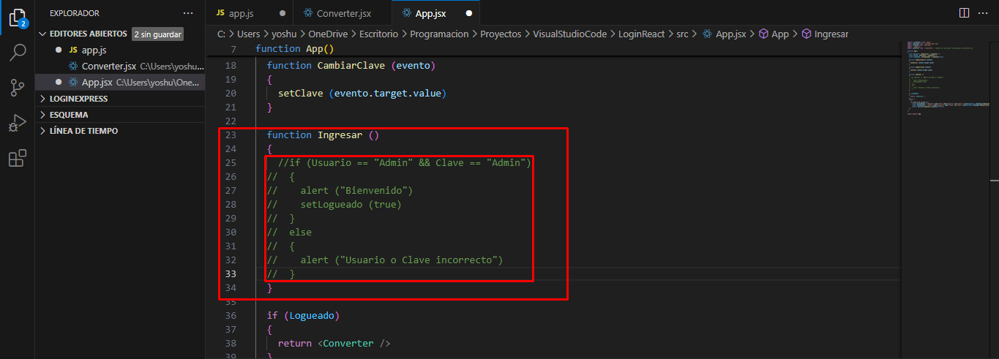 EXPLORADOR ···
app.js
Converter.jsx
App.jsx
2
EDITORES ABIERTOS 2 sin guardar
JS app.js
Converter.jsx C:\Users\yoshu...
App.jsx C:\Users\yoshu\One...
LOGINEXPRESS
ESQUEMA
LÍNEA DE TIEMPO
C: > Users > yoshu > OneDrive > Escritorio > Programacion > Proyectos > VisualStudioCode > LoginReact > src > App.jsx > App > Ingresar
7 function App()
18 function CambiarClave (evento)
19 {
20 setClave (evento.target.value)
21 }
22
23 function Ingresar ()
24 {
25 //if (Usuario == "Admin" && Clave == "Admin")
26 // {
27 // alert ("Bienvenido")
28 // setLogueado (true)
29 // }
30 // else
31 // {
32 // alert ("Usuario o Clave incorrecto")
33 // }
34 }
35
36 if (Logueado)
37 {
38 return <Converter />
39 }